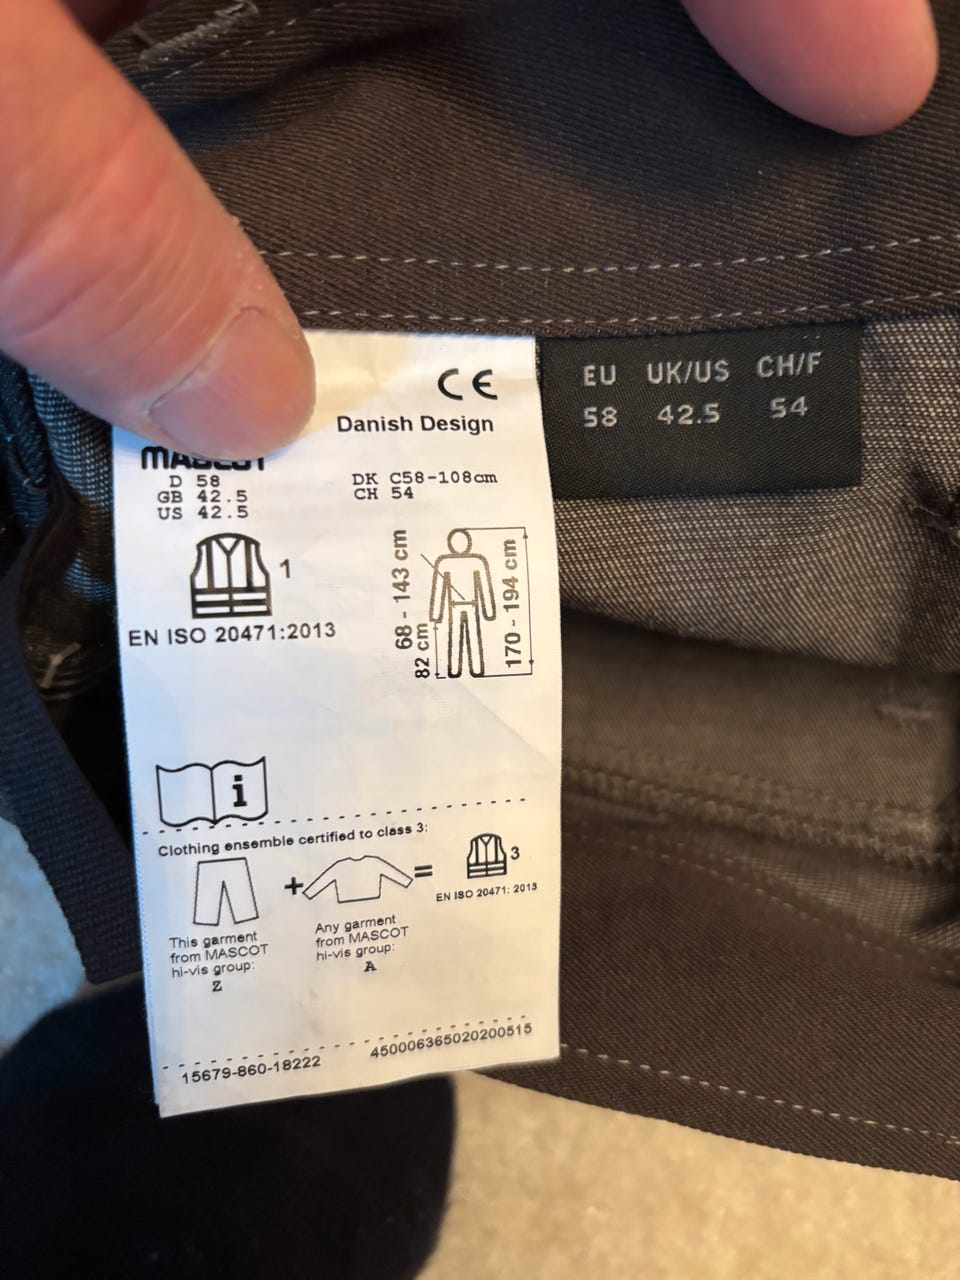 CE
Danish Design
MASCOT
D 58
GB 42.5
US 42.5
DK C58-108cm
CH 54
1
EN ISO 20471:2013
68 - 143 cm
82 cm
170 - 194 cm
i
Clothing ensemble certified to class 3:
+
=
3
EN ISO 20471: 2013
This garment
from MASCOT
hi-vis group:
Z
Any garment
from MASCOT
hi-vis group:
A
15679-860-18222
450006365020200515
EU UK/US CH/F
58 42.5 54